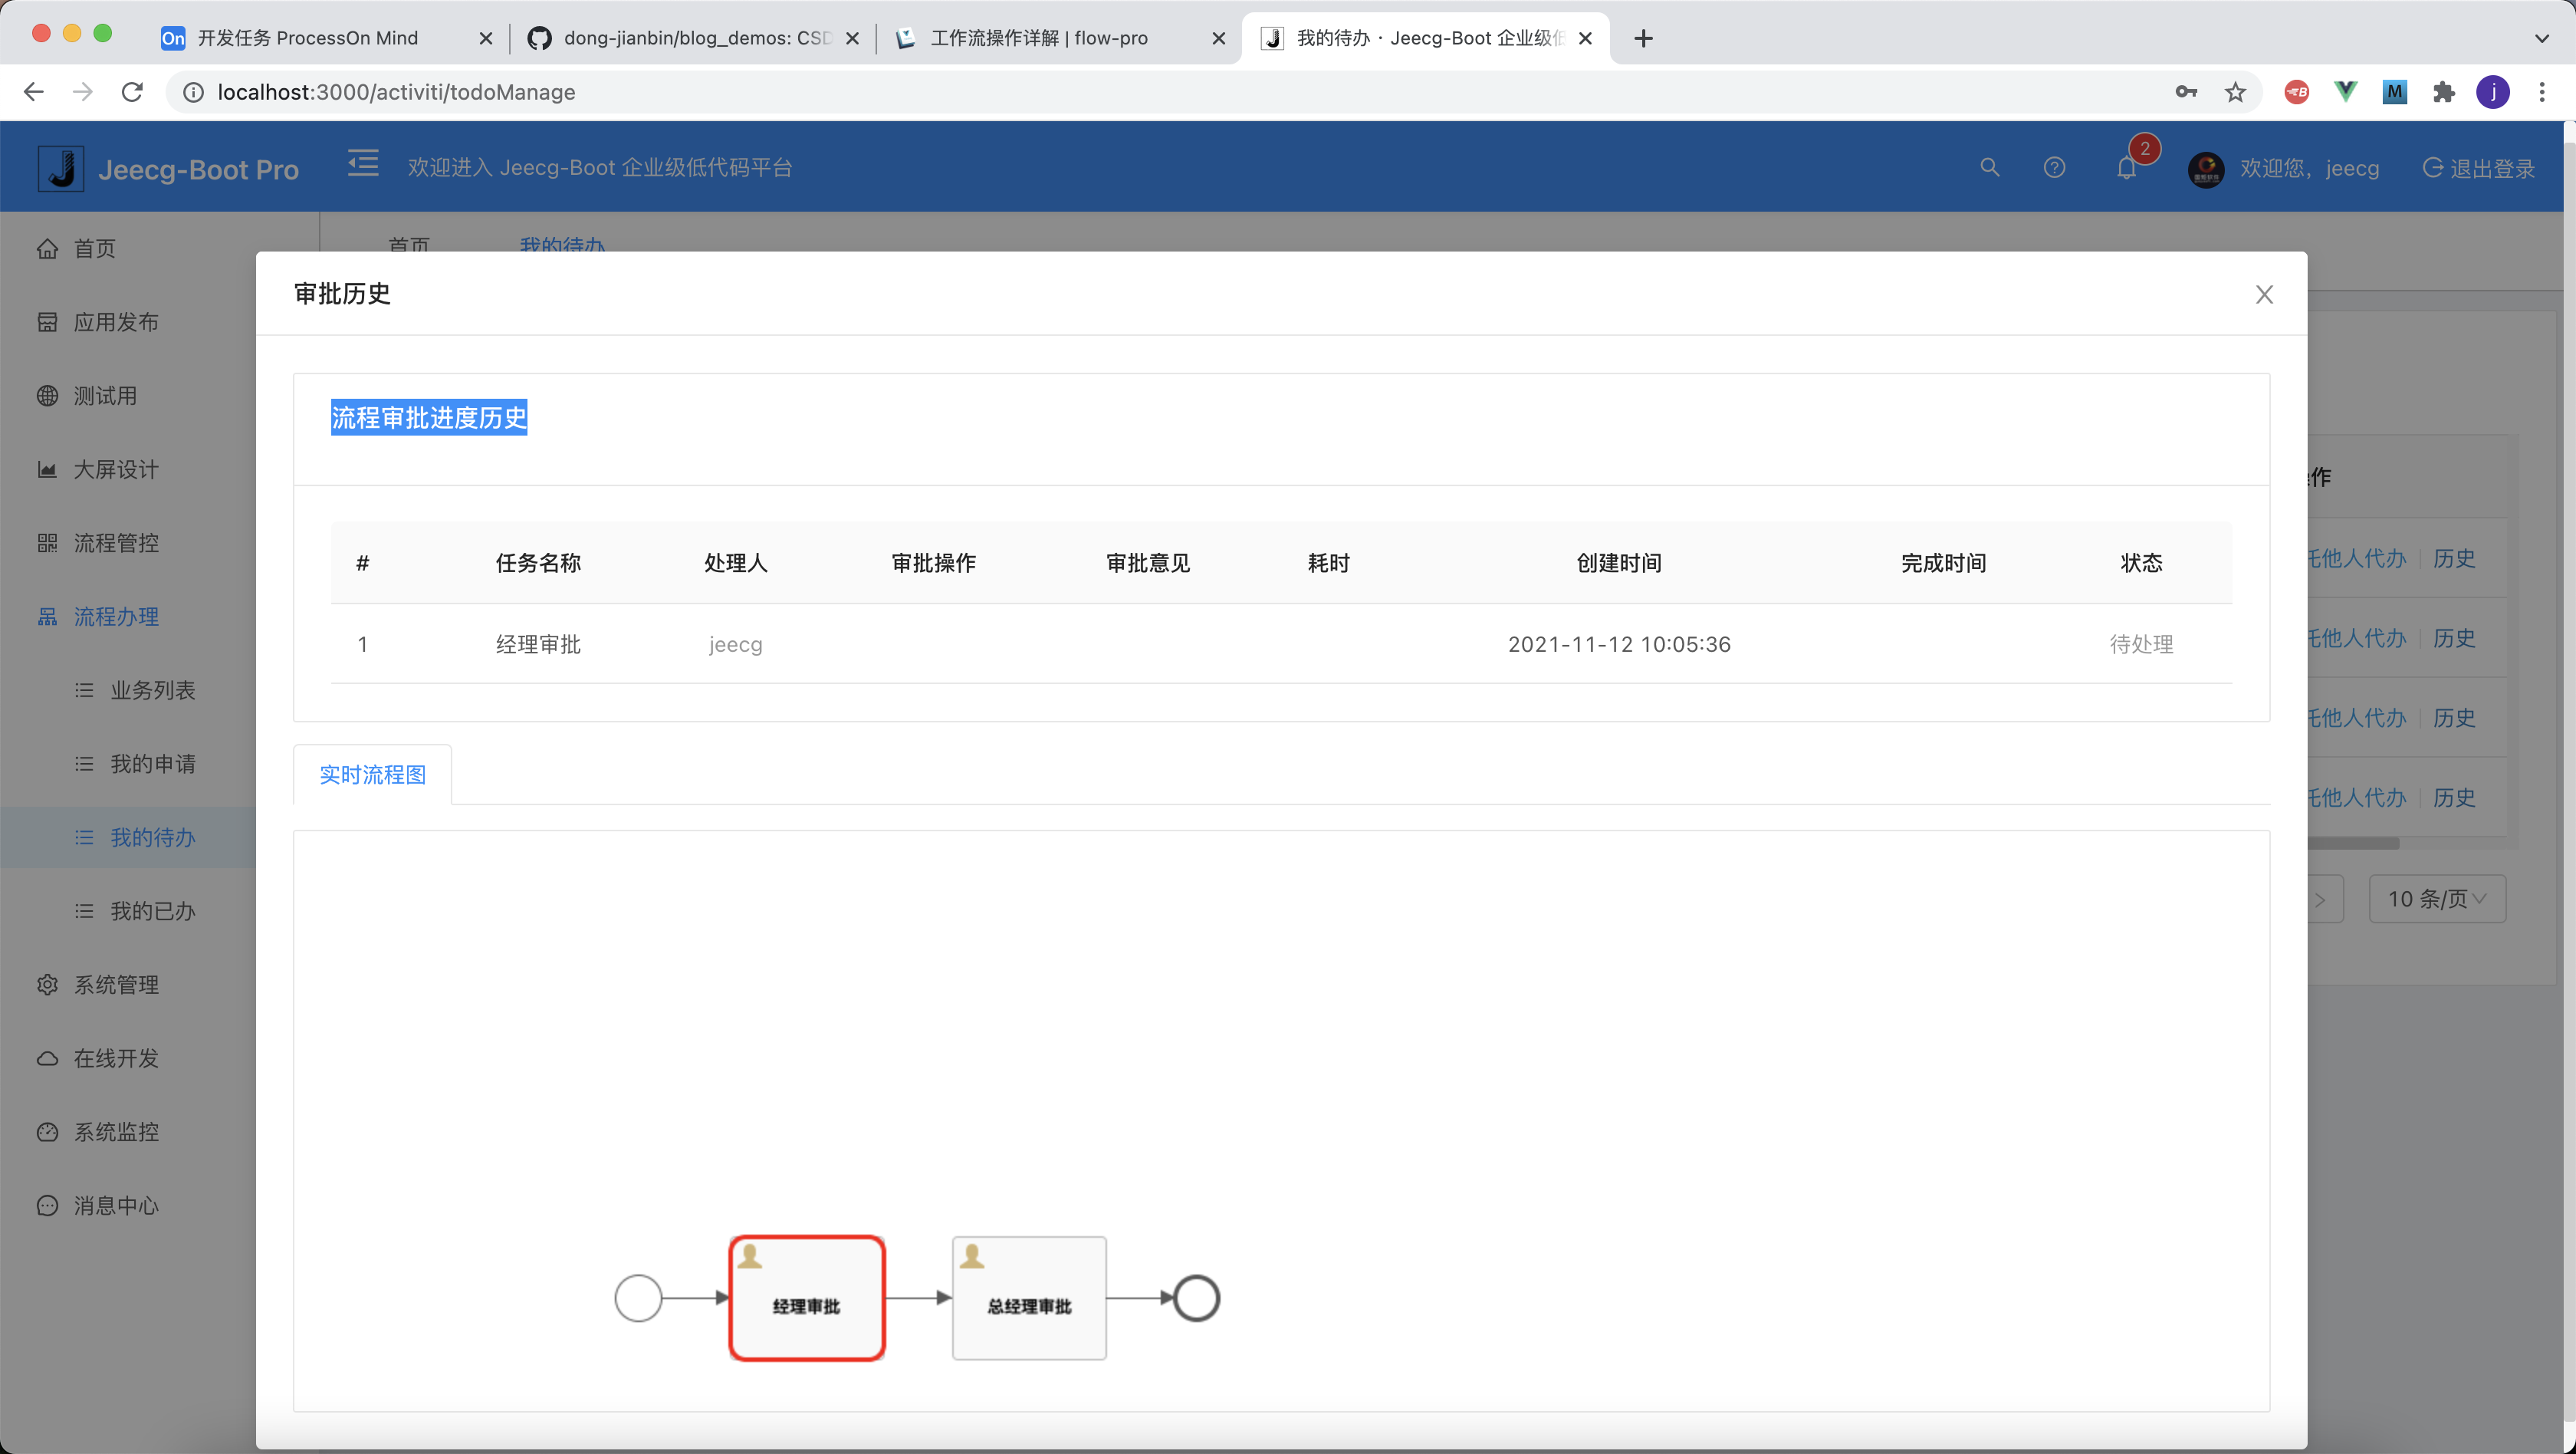 On 开发任务 ProcessOn Mind
dong-jianbin/blog_demos: CSD
工作流操作详解 | flow-pro
我的待办 · Jeecg-Boot 企业级低
localhost:3000/activiti/todoManage
B
M
j
Jeecg-Boot Pro
欢迎进入 Jeecg-Boot 企业级低代码平台
2
欢迎您，jeecg
退出登录
首页
应用发布
测试用
大屏设计
流程管控
流程办理
业务列表
我的申请
我的待办
我的已办
系统管理
在线开发
系统监控
消息中心
首页 我的待办
审批历史
流程审批进度历史
# 任务名称 处理人 审批操作 审批意见 耗时 创建时间 完成时间 状态
1 经理审批 jeecg 2021-11-12 10:05:36 待处理
实时流程图
经理审批 总经理审批
作
他人代办 历史
他人代办 历史
他人代办 历史
他人代办 历史
10 条/页